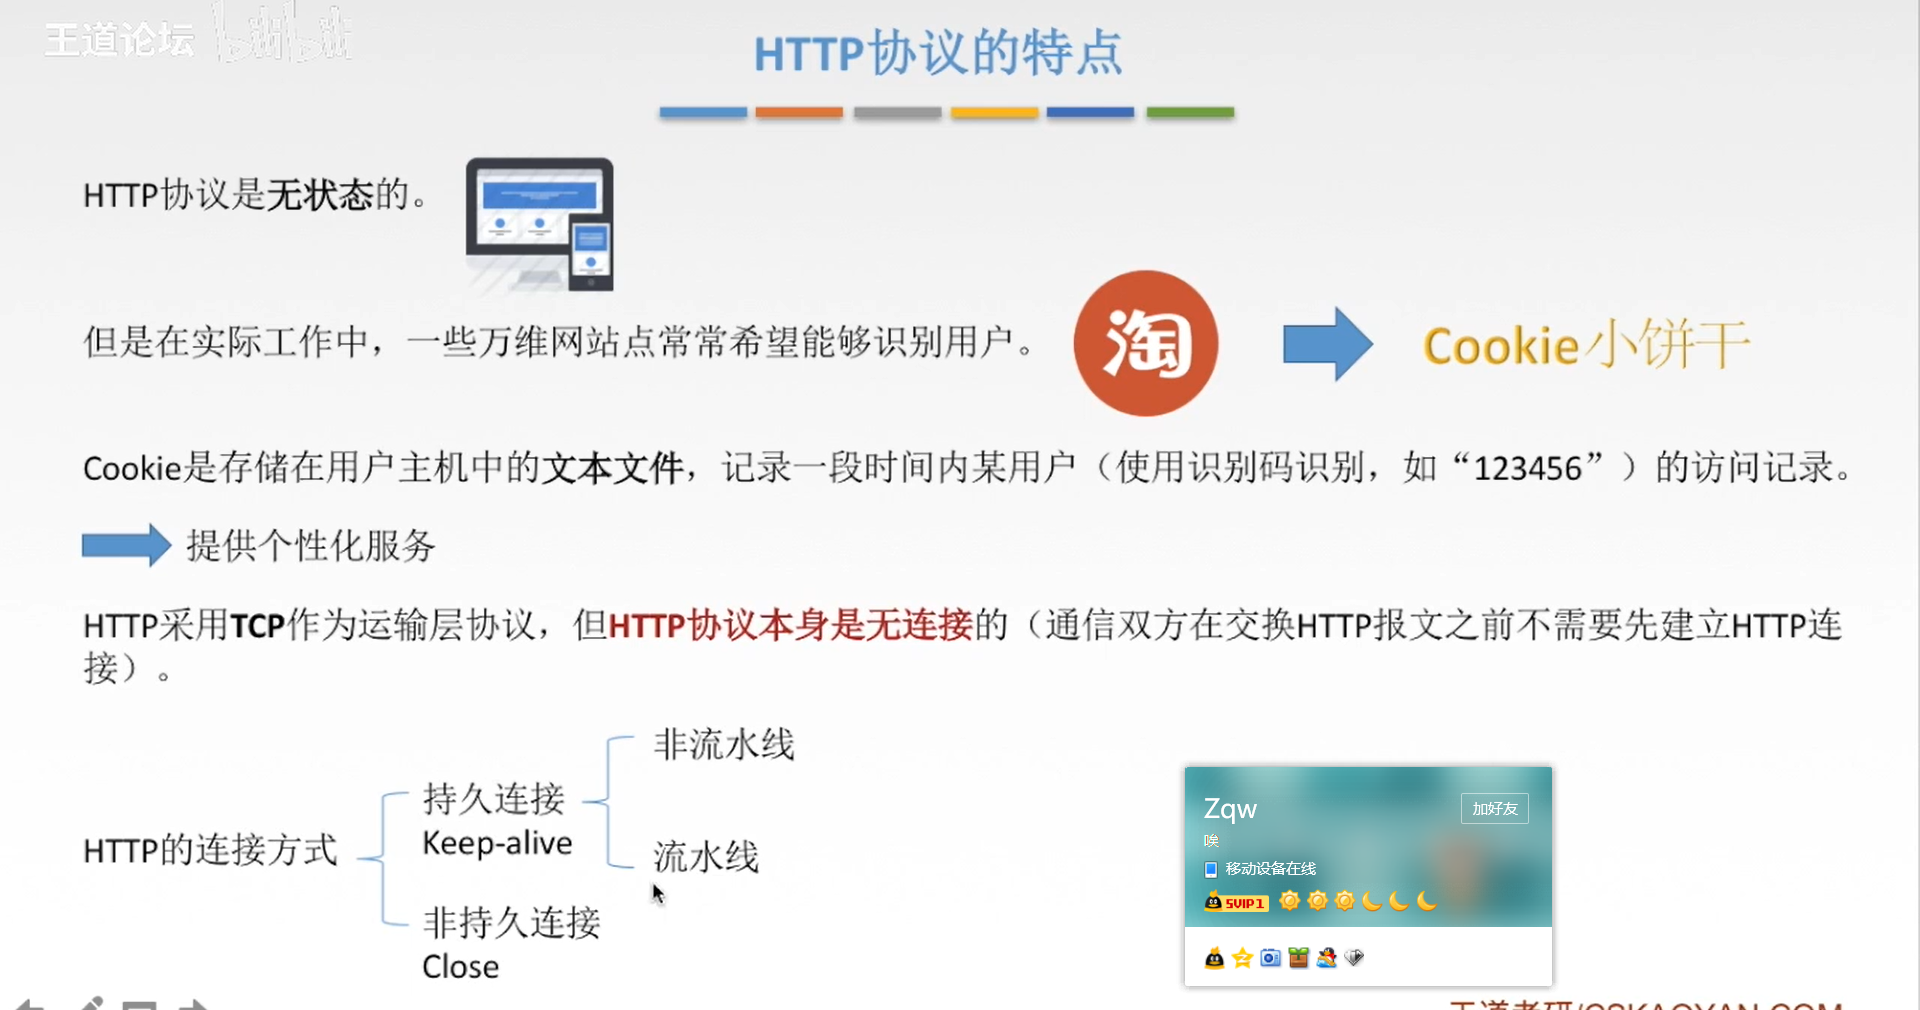 王道论坛 bilibili
HTTP协议的特点
HTTP协议是无状态的。
但是在实际工作中，一些万维网站点常常希望能够识别用户。
淘
Cookie小饼干
Cookie是存储在用户主机中的文本文件，记录一段时间内某用户（使用识别码识别，如“123456”）的访问记录。
提供个性化服务
HTTP采用TCP作为运输层协议，但HTTP协议本身是无连接的（通信双方在交换HTTP报文之前不需要先建立HTTP连
接）。
非流水线
持久连接
Keep-alive
流水线
HTTP的连接方式
非持久连接
Close
Zqw
加好友
唉
移动设备在线
SVIP1
王道考研/CSKAOYAN.COM